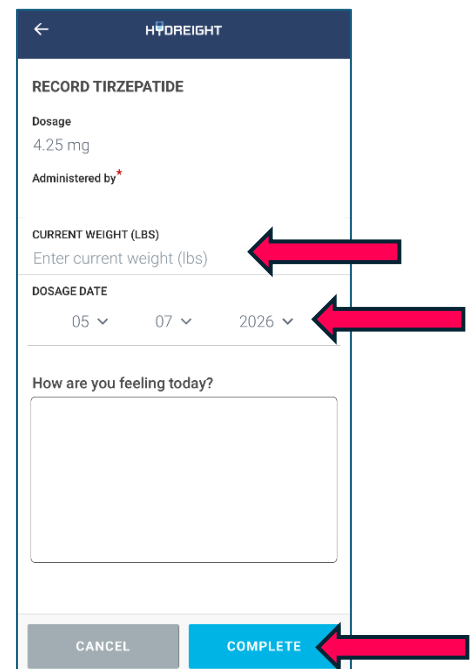 HYDREIGHT
RECORD TIRZEPATIDE
Dosage
4.25 mg
Administered by*
CURRENT WEIGHT (LBS)
Enter current weight (lbs)
DOSAGE DATE
05 07 2026
How are you feeling today?
CANCEL COMPLETE